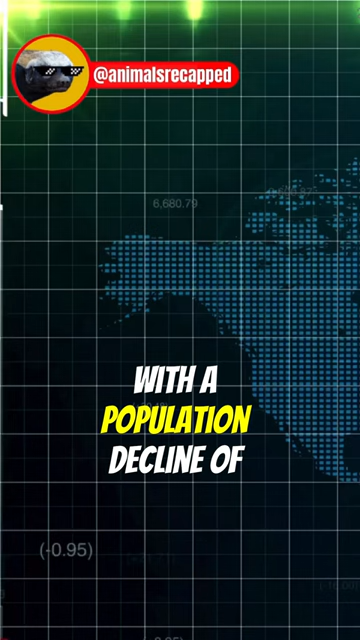 @animalsrecapped
6,680.79
WITH A
POPULATION
DECLINE OF
(-0.95)